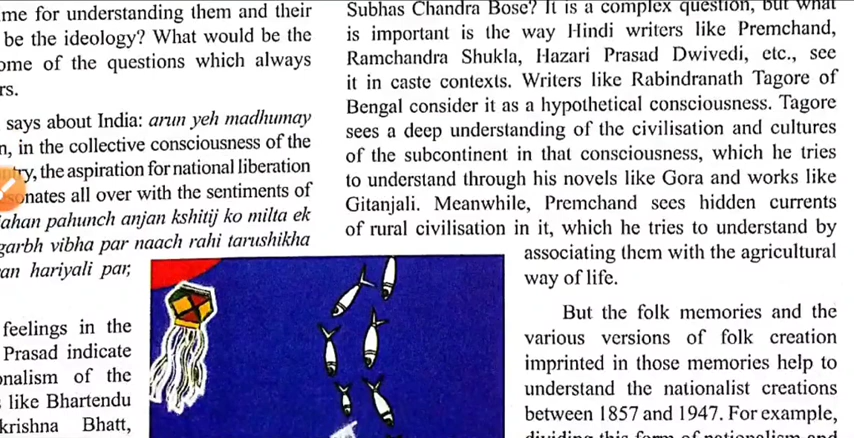 me for understanding them and their
be the ideology? What would be the
ome of the questions which always
rs.
says about India: arun yeh madhumay
n, in the collective consciousness of the
try, the aspiration for national liberation
sonates all over with the sentiments of
ahan pahunch anjan kshitij ko milta ek
garbh vibha par naach rahi tarushikha
an hariyali par;
feelings in the
Prasad indicate
onalism of the
like Bhartendu
krishna Bhatt,
Subhas Chandra Bose? It is a complex question, but what
is important is the way Hindi writers like Premchand,
Ramchandra Shukla, Hazari Prasad Dwivedi, etc., see
it in caste contexts. Writers like Rabindranath Tagore of
Bengal consider it as a hypothetical consciousness. Tagore
sees a deep understanding of the civilisation and cultures
of the subcontinent in that consciousness, which he tries
to understand through his novels like Gora and works like
Gitanjali. Meanwhile, Premchand sees hidden currents
of rural civilisation in it, which he tries to understand by
associating them with the agricultural
way of life.
But the folk memories and the
various versions of folk creation
imprinted in those memories help to
understand the nationalist creations
between 1857 and 1947. For example,
dividing this form of nationalism and